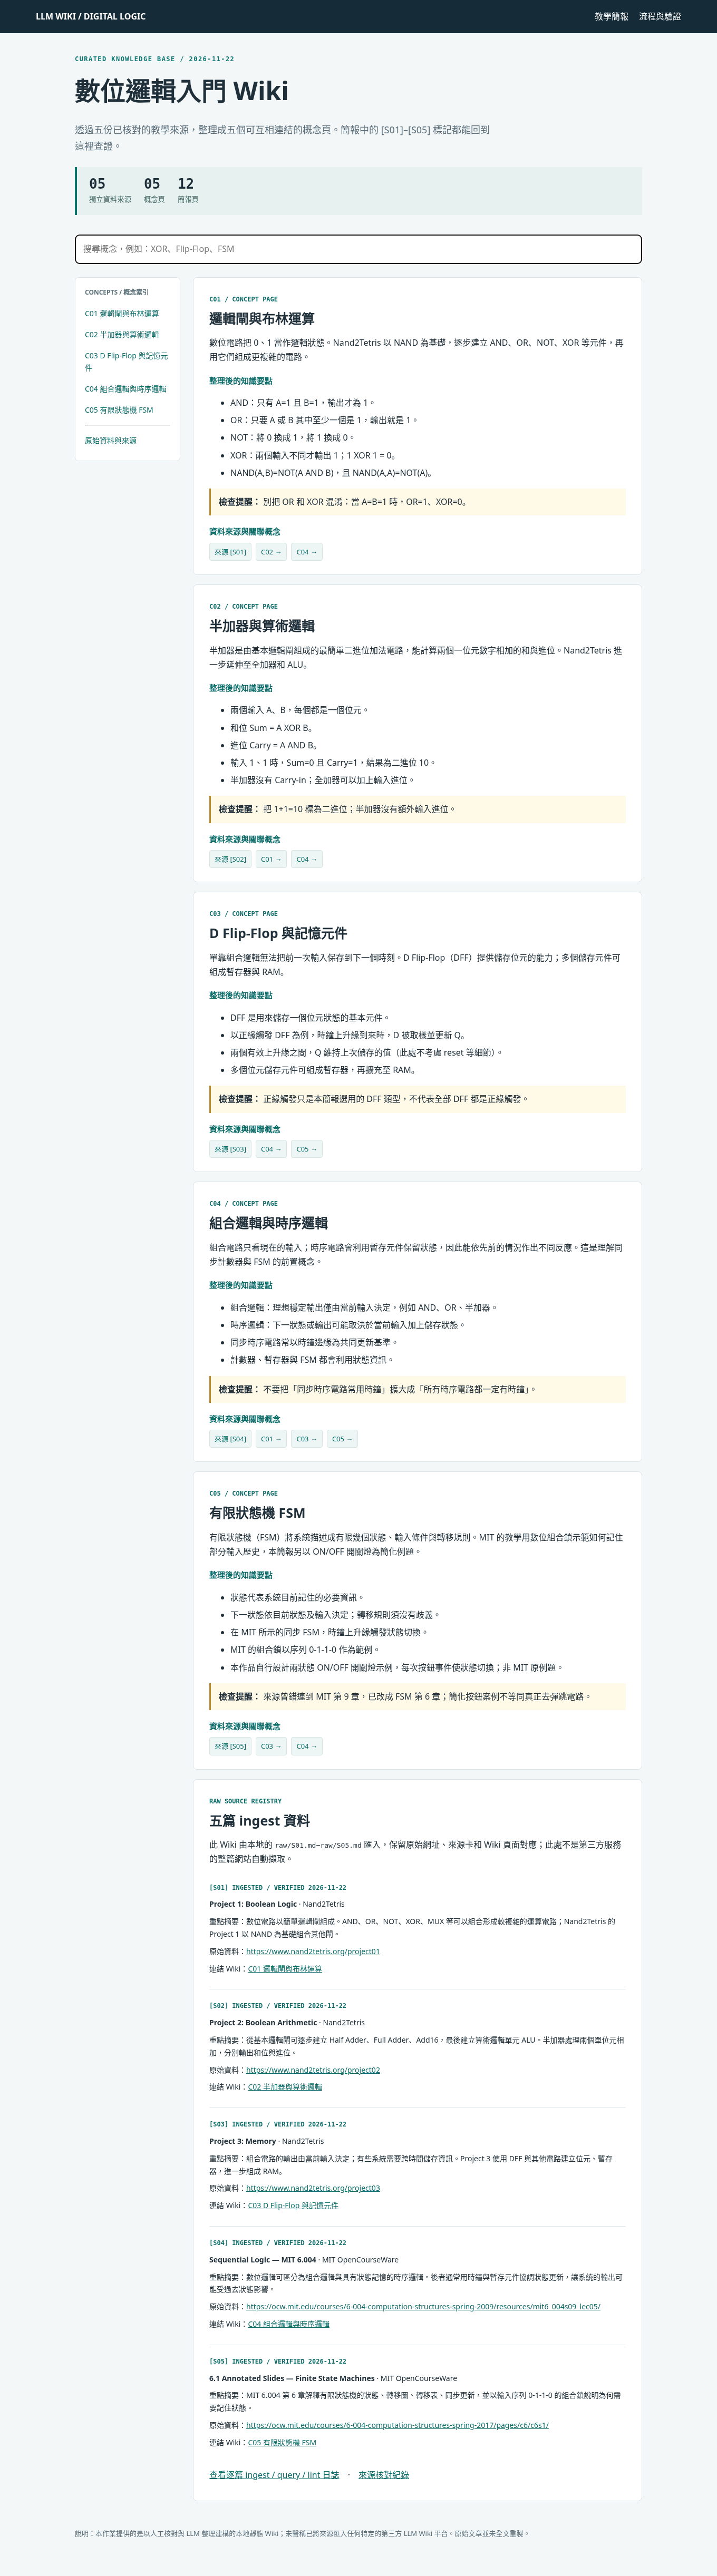 LLM WIKI / DIGITAL LOGIC
教學簡報 流程與驗證
CURATED KNOWLEDGE BASE / 2026-11-22
數位邏輯入門 Wiki
透過五份已核對的教學來源，整理成五個可互相連結的概念頁。簡報中的 [S01]–[S05] 標記都能回到
這裡查證。
05 05 12
獨立資料來源 概念頁 簡報頁
搜尋概念，例如：XOR、Flip-Flop、FSM
CONCEPTS / 概念索引
C01 邏輯閘與布林運算
C02 半加器與算術邏輯
C03 D Flip-Flop 與記憶元
件
C04 組合邏輯與時序邏輯
C05 有限狀態機 FSM
原始資料與來源
C01 / CONCEPT PAGE
邏輯閘與布林運算
數位電路把 0、1 當作邏輯狀態。Nand2Tetris 以 NAND 為基礎，逐步建立 AND、OR、NOT、XOR 等元件，再
用它們組成更複雜的電路。
整理後的知識要點
• AND：只有 A=1 且 B=1，輸出才為 1。
• OR：只要 A 或 B 其中至少一個是 1，輸出就是 1。
• NOT：將 0 換成 1，將 1 換成 0。
• XOR：兩個輸入不同才輸出 1；1 XOR 1 = 0。
• NAND(A,B)=NOT(A AND B)，且 NAND(A,A)=NOT(A)。
檢查提醒： 別把 OR 和 XOR 混淆：當 A=B=1 時，OR=1、XOR=0。
資料來源與關聯概念
來源 [S01] C02 → C04 →
C02 / CONCEPT PAGE
半加器與算術邏輯
半加器是由基本邏輯閘組成的最簡單二進位加法電路，能計算兩個一位元數字相加的和與進位。Nand2Tetris 進
一步延伸至全加器和 ALU。
整理後的知識要點
• 兩個輸入 A、B，每個都是一個位元。
• 和位 Sum = A XOR B。
• 進位 Carry = A AND B。
• 輸入 1、1 時，Sum=0 且 Carry=1，結果為二進位 10。
• 半加器沒有 Carry-in；全加器可以加上輸入進位。
檢查提醒： 把 1+1=10 標為二進位；半加器沒有額外輸入進位。
資料來源與關聯概念
來源 [S02] C01 → C04 →
C03 / CONCEPT PAGE
D Flip-Flop 與記憶元件
單靠組合邏輯無法把前一次輸入保存到下一個時刻。D Flip-Flop（DFF）提供儲存位元的能力；多個儲存元件可
組成暫存器與 RAM。
整理後的知識要點
• DFF 是用來儲存一個位元狀態的基本元件。
• 以正緣觸發 DFF 為例，時鐘上升緣到來時，D 被取樣並更新 Q。
• 兩個有效上升緣之間，Q 維持上次儲存的值（此處不考慮 reset 等細節）。
• 多個位元儲存元件可組成暫存器，再擴充至 RAM。
檢查提醒： 正緣觸發只是本簡報選用的 DFF 類型，不代表全部 DFF 都是正緣觸發。
資料來源與關聯概念
來源 [S03] C04 → C05 →
C04 / CONCEPT PAGE
組合邏輯與時序邏輯
組合電路只看現在的輸入；時序電路會利用暫存元件保留狀態，因此能依先前的情況作出不同反應。這是理解同
步計數器與 FSM 的前置概念。
整理後的知識要點
• 組合邏輯：理想穩定輸出僅由當前輸入決定，例如 AND、OR、半加器。
• 時序邏輯：下一狀態或輸出可能取決於當前輸入加上儲存狀態。
• 同步時序電路常以時鐘邊緣為共同更新基準。
• 計數器、暫存器與 FSM 都會利用狀態資訊。
檢查提醒： 不要把「同步時序電路常用時鐘」擴大成「所有時序電路都一定有時鐘」。
資料來源與關聯概念
來源 [S04] C01 → C03 → C05 →
C05 / CONCEPT PAGE
有限狀態機 FSM
有限狀態機（FSM）將系統描述成有限幾個狀態、輸入條件與轉移規則。MIT 的教學用數位組合鎖示範如何記住
部分輸入歷史，本簡報另以 ON/OFF 開關燈為簡化例題。
整理後的知識要點
• 狀態代表系統目前記住的必要資訊。
• 下一狀態依目前狀態及輸入決定；轉移規則須沒有歧義。
• 在 MIT 所示的同步 FSM，時鐘上升緣觸發狀態切換。
• MIT 的組合鎖以序列 0-1-1-0 作為範例。
• 本作品自行設計兩狀態 ON/OFF 開關燈示例，每次按鈕事件使狀態切換；非 MIT 原例題。
檢查提醒： 來源曾錯連到 MIT 第 9 章，已改成 FSM 第 6 章；簡化按鈕案例不等同真正去彈跳電路。
資料來源與關聯概念
來源 [S05] C03 → C04 →
RAW SOURCE REGISTRY
五篇 ingest 資料
此 Wiki 由本地的 raw/S01.md–raw/S05.md 匯入，保留原始網址、來源卡和 Wiki 頁面對應；此處不是第三方服務
的整篇網站自動擷取。
[S01] INGESTED / VERIFIED 2026-11-22
Project 1: Boolean Logic · Nand2Tetris
重點摘要：數位電路以簡單邏輯閘組成。AND、OR、NOT、XOR、MUX 等可以組合形成較複雜的運算電路；Nand2Tetris 的
Project 1 以 NAND 為基礎組合其他閘。
原始資料：https://www.nand2tetris.org/project01
連結 Wiki：C01 邏輯閘與布林運算
[S02] INGESTED / VERIFIED 2026-11-22
Project 2: Boolean Arithmetic · Nand2Tetris
重點摘要：從基本邏輯閘可逐步建立 Half Adder、Full Adder、Add16，最後建立算術邏輯單元 ALU。半加器處理兩個單位元相
加，分別輸出和位與進位。
原始資料：https://www.nand2tetris.org/project02
連結 Wiki：C02 半加器與算術邏輯
[S03] INGESTED / VERIFIED 2026-11-22
Project 3: Memory · Nand2Tetris
重點摘要：組合電路的輸出由當前輸入決定；有些系統需要跨時間儲存資訊。Project 3 使用 DFF 與其他電路建立位元、暫存
器，進一步組成 RAM。
原始資料：https://www.nand2tetris.org/project03
連結 Wiki：C03 D Flip-Flop 與記憶元件
[S04] INGESTED / VERIFIED 2026-11-22
Sequential Logic — MIT 6.004 · MIT OpenCourseWare
重點摘要：數位邏輯可區分為組合邏輯與具有狀態記憶的時序邏輯。後者通常用時鐘與暫存元件協調狀態更新，讓系統的輸出可
能受過去狀態影響。
原始資料：https://ocw.mit.edu/courses/6-004-computation-structures-spring-2009/resources/mit6_004s09_lec05/
連結 Wiki：C04 組合邏輯與時序邏輯
[S05] INGESTED / VERIFIED 2026-11-22
6.1 Annotated Slides — Finite State Machines · MIT OpenCourseWare
重點摘要：MIT 6.004 第 6 章解釋有限狀態機的狀態、轉移圖、轉移表、同步更新，並以輸入序列 0-1-1-0 的組合鎖說明為何需
要記住狀態。
原始資料：https://ocw.mit.edu/courses/6-004-computation-structures-spring-2017/pages/c6/c6s1/
連結 Wiki：C05 有限狀態機 FSM
查看逐篇 ingest / query / lint 日誌 · 來源核對紀錄
說明：本作業提供的是以人工核對與 LLM 整理建構的本地靜態 Wiki；未聲稱已將來源匯入任何特定的第三方 LLM Wiki 平台。原始文章並未全文重製。